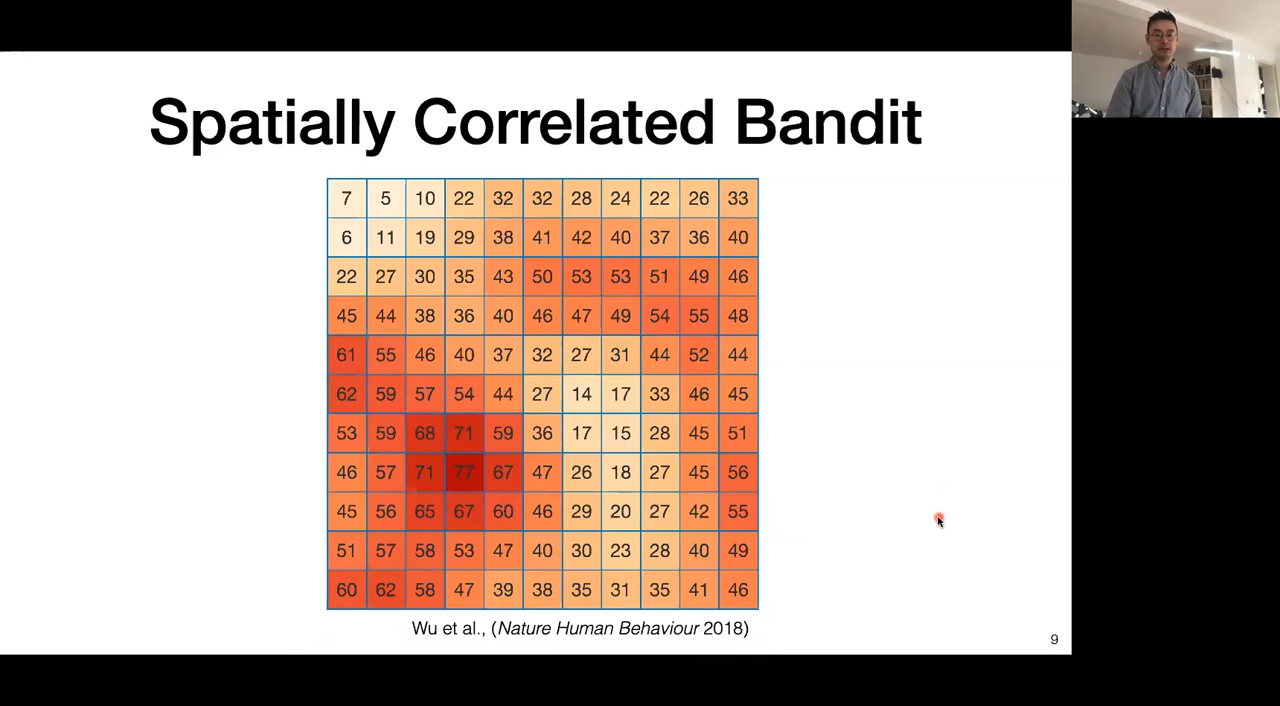 Spatially Correlated Bandit
7 5 10 22 32 32 28 24 22 26 33
6 11 19 29 38 41 42 40 37 36 40
22 27 30 35 43 50 53 53 51 49 46
45 44 38 36 40 46 47 49 54 55 48
61 55 46 40 37 32 27 31 44 52 44
62 59 57 54 44 27 14 17 33 46 45
53 59 68 71 59 36 17 15 28 45 51
46 57 71 77 67 47 26 18 27 45 56
45 56 65 67 60 46 29 20 27 42 55
51 57 58 53 47 40 30 23 28 40 49
60 62 58 47 39 38 35 31 35 41 46
Wu et al., (Nature Human Behaviour 2018)
9